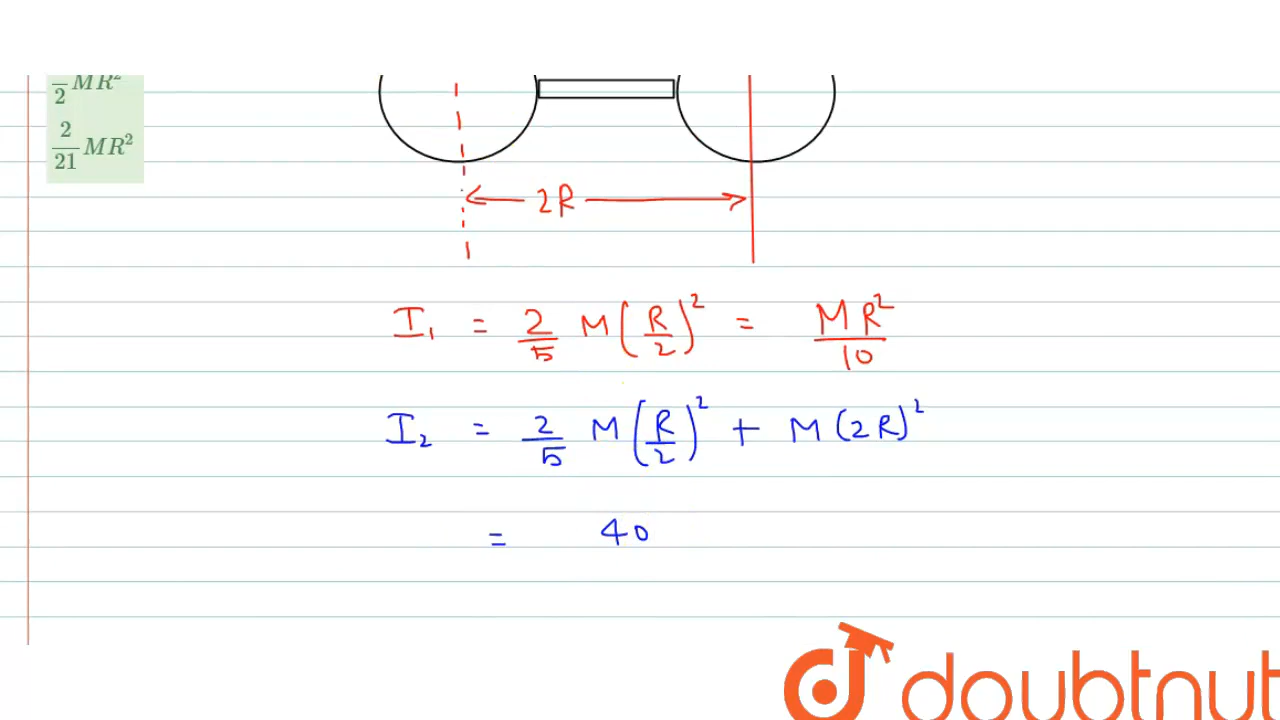 /2 MR²
2/21 MR²
2R
I₁ = 2/5 M(R/2)² = MR²/10
I₂ = 2/5 M(R/2)² + M(2R)²
= 40
doubtnut